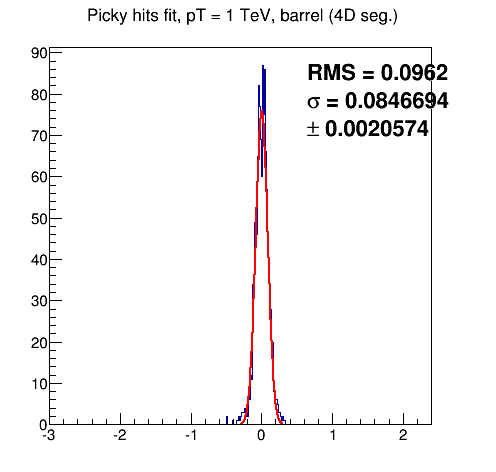 Picky hits fit, pT = 1 TeV, barrel (4D seg.)
RMS = 0.0962
σ = 0.0846694
± 0.0020574
90
80
70
60
50
40
30
20
10
0
-3 -2 -1 0 1 2